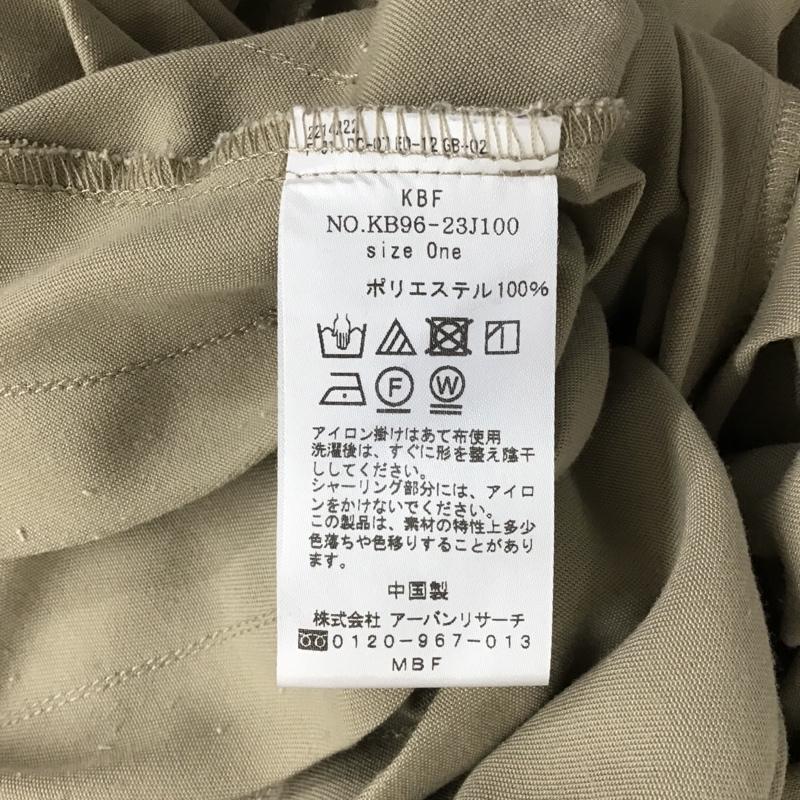 KBF
NO.KB96-23J100
size One
ポリエステル100%
F W
アイロン掛けはあて布使用
洗濯後は、すぐに形を整え陰干
ししてください。
シャーリング部分には、アイロ
ンをかけないでください。
この製品は、素材の特性上多少
色落ちや色移りすることがあり
ます。
中国製
株式会社 アーバンリサーチ
0120-967-013
MBF